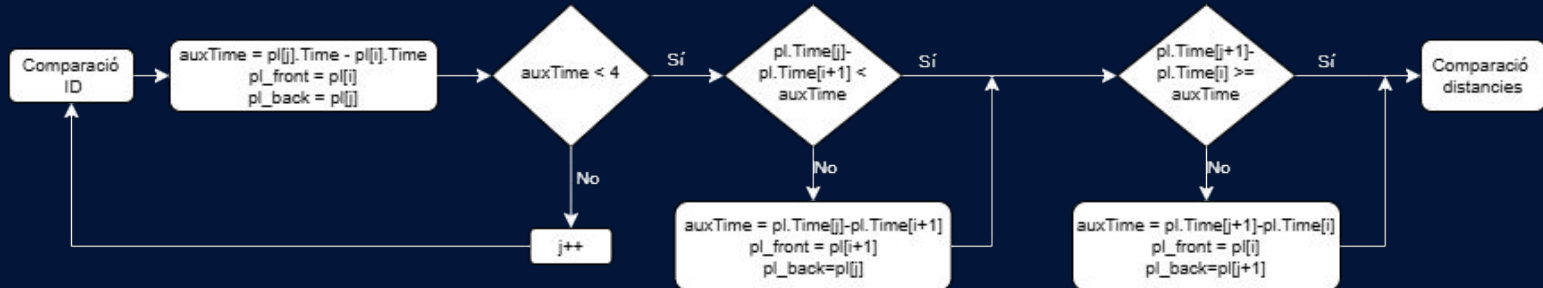 Comparació
ID
auxTime = pl[j].Time - pl[i].Time
pl_front = pl[i]
pl_back = pl[j]
auxTime < 4
Sí
No
j++
pl.Time[j]-
pl.Time[i+1] <
auxTime
Sí
No
auxTime = pl.Time[j]-pl.Time[i+1]
pl_front = pl[i+1]
pl_back=pl[j]
pl.Time[j+1]-
pl.Time[i] >=
auxTime
Sí
No
auxTime = pl.Time[j+1]-pl.Time[i]
pl_front = pl[i]
pl_back=pl[j+1]
Comparació
distancies